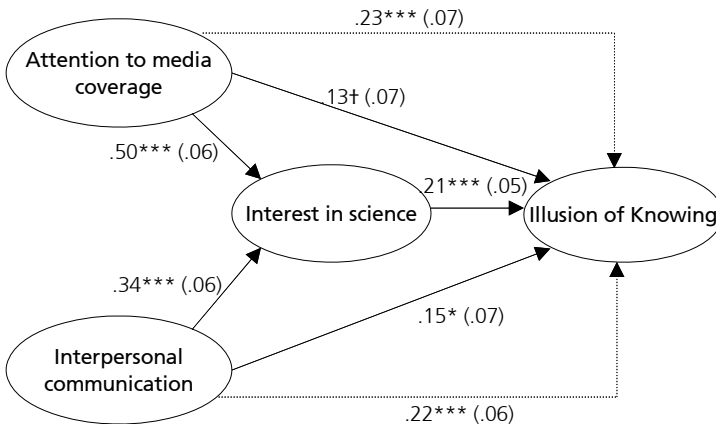 .23*** (.07)
Attention to media
coverage
.13† (.07)
.50*** (.06)
.21*** (.05)
Interest in science
Illusion of Knowing
.34*** (.06)
.15* (.07)
Interpersonal
communication
.22*** (.06)